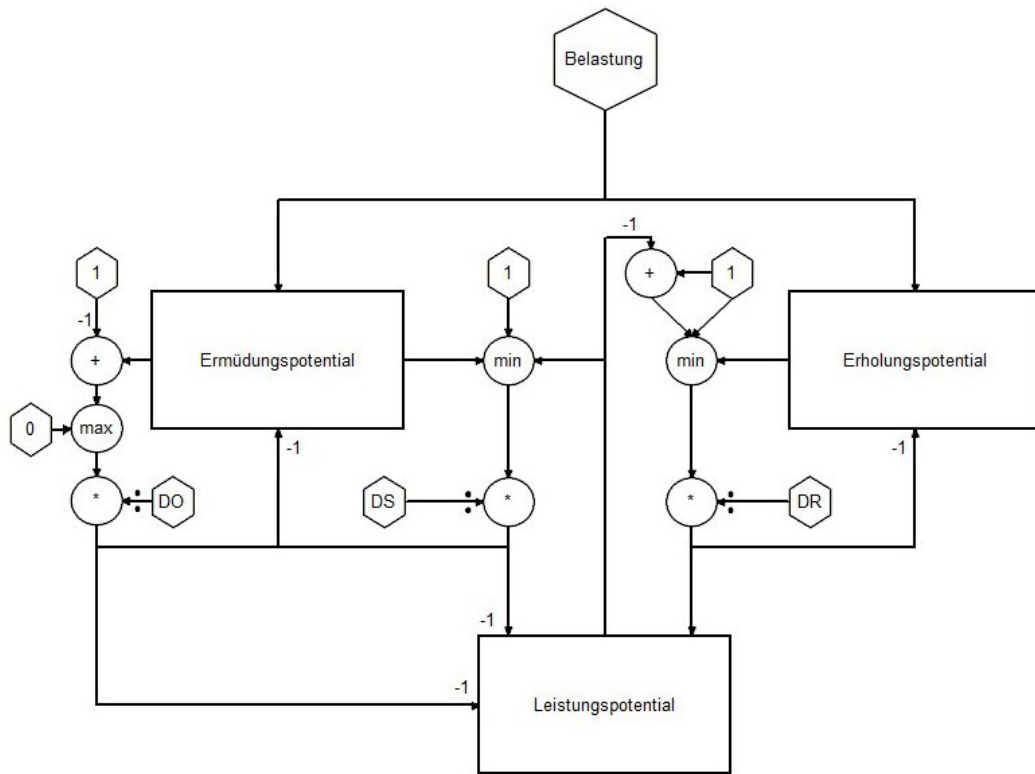 Belastung
-1
1
1
+
1
-1
+
Ermüdungspotential
min
min
Erholungspotential
0
max
-1
-1
*
:
DO
DS
:
*
*
:
DR
-1
-1
Leistungspotential